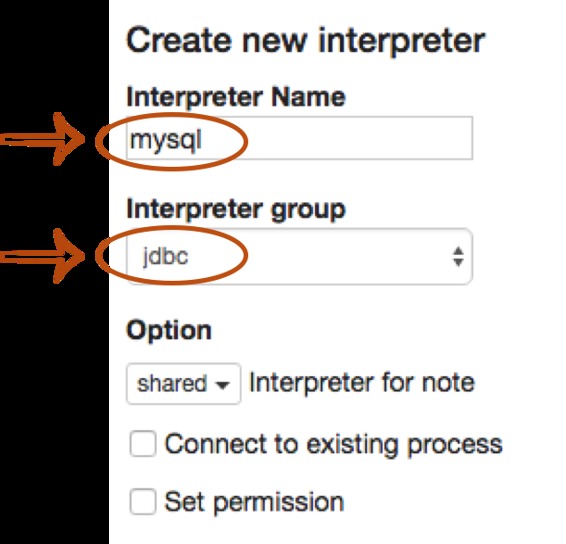 Create new interpreter
Interpreter Name
mysql
Interpreter group
jdbc
Option
shared Interpreter for note
Connect to existing process
Set permission